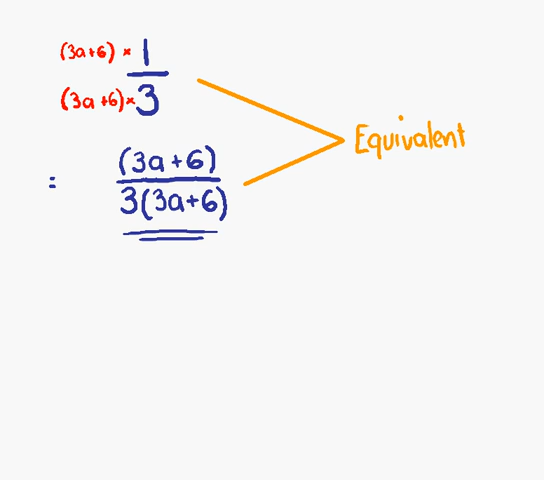 (3a+6) × 1
(3a+6) × 3
Equivalent
= (3a+6)
3(3a+6)